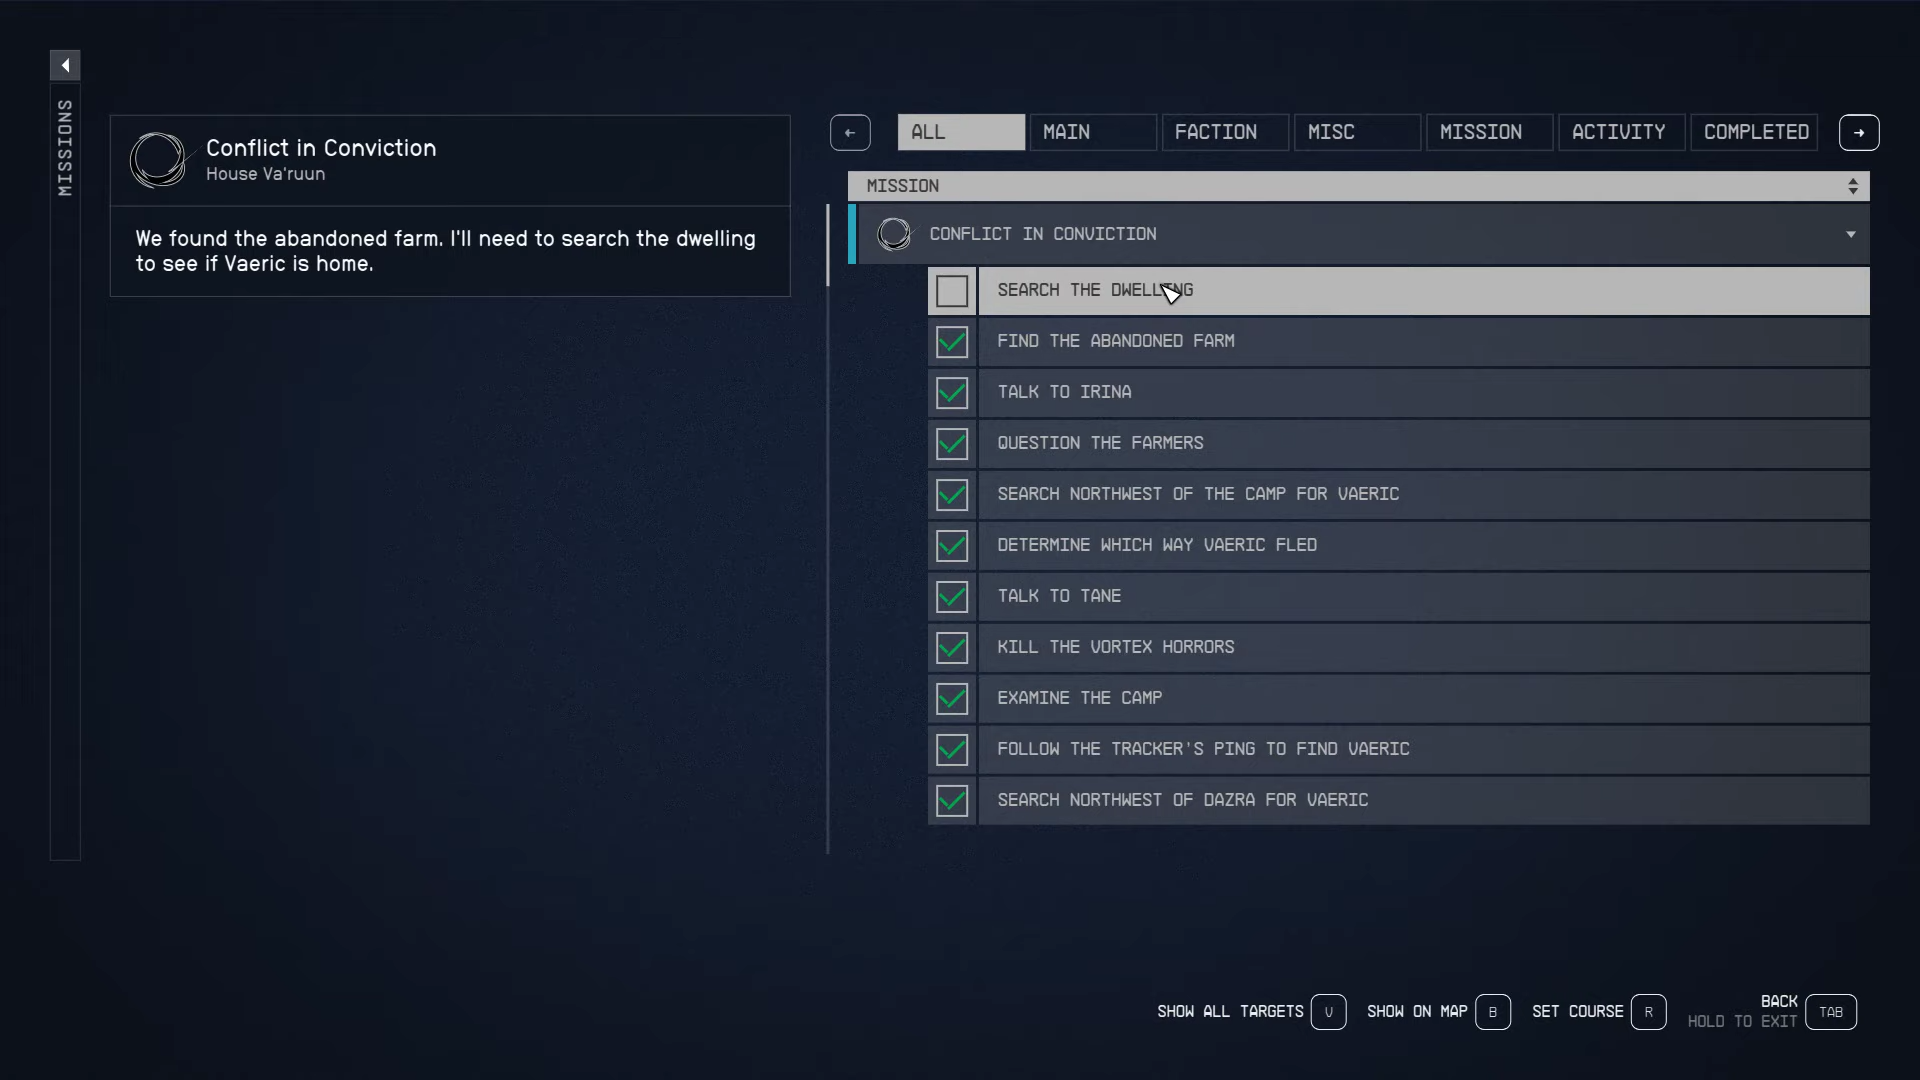 MISSIONS
Conflict in Conviction
House Va'ruun
We found the abandoned farm. I'll need to search the dwelling
to see if Vaeric is home.
ALL MAIN FACTION MISC MISSION ACTIVITY COMPLETED
MISSION
CONFLICT IN CONVICTION
SEARCH THE DWELLING
FIND THE ABANDONED FARM
TALK TO IRINA
QUESTION THE FARMERS
SEARCH NORTHWEST OF THE CAMP FOR VAERIC
DETERMINE WHICH WAY VAERIC FLED
TALK TO TANE
KILL THE VORTEX HORRORS
EXAMINE THE CAMP
FOLLOW THE TRACKER'S PING TO FIND VAERIC
SEARCH NORTHWEST OF DAZRA FOR VAERIC
SHOW ALL TARGETS V SHOW ON MAP B SET COURSE R BACK TAB
HOLD TO EXIT